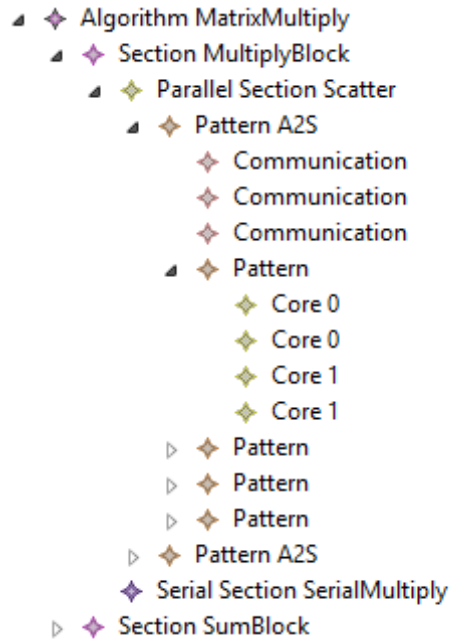 Algorithm MatrixMultiply
Section MultiplyBlock
Parallel Section Scatter
Pattern A2S
Communication
Communication
Communication
Pattern
Core 0
Core 0
Core 1
Core 1
Pattern
Pattern
Pattern
Pattern A2S
Serial Section SerialMultiply
Section SumBlock